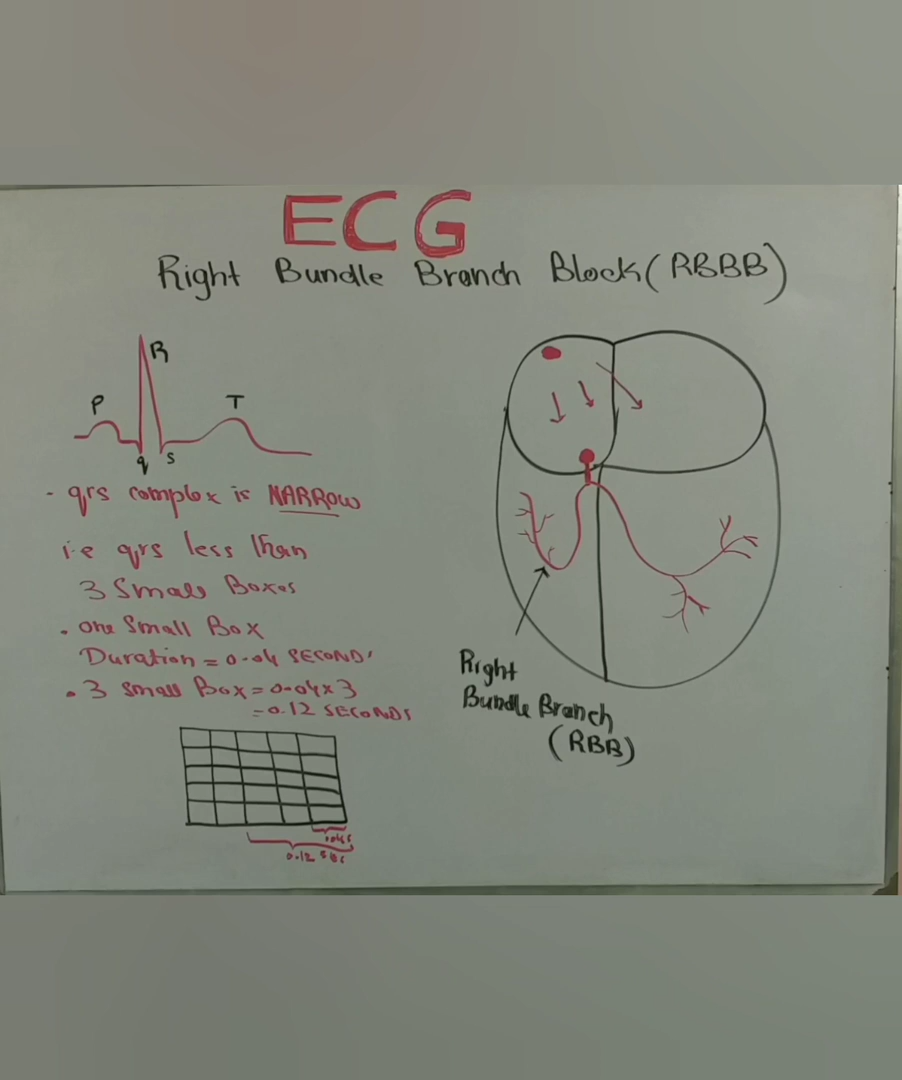 ECG
Right Bundle Branch Block (RBBB)
P
R
T
q
s
- qrs complex is NARROW
i.e qrs less than
3 Small Boxes
. one Small Box
Duration = 0.04 SECOND'
. 3 small Box = 0.04 x 3
= 0.12 SECONDS
.04s
0.12 sec
Right
Bundle Branch
(RBB)